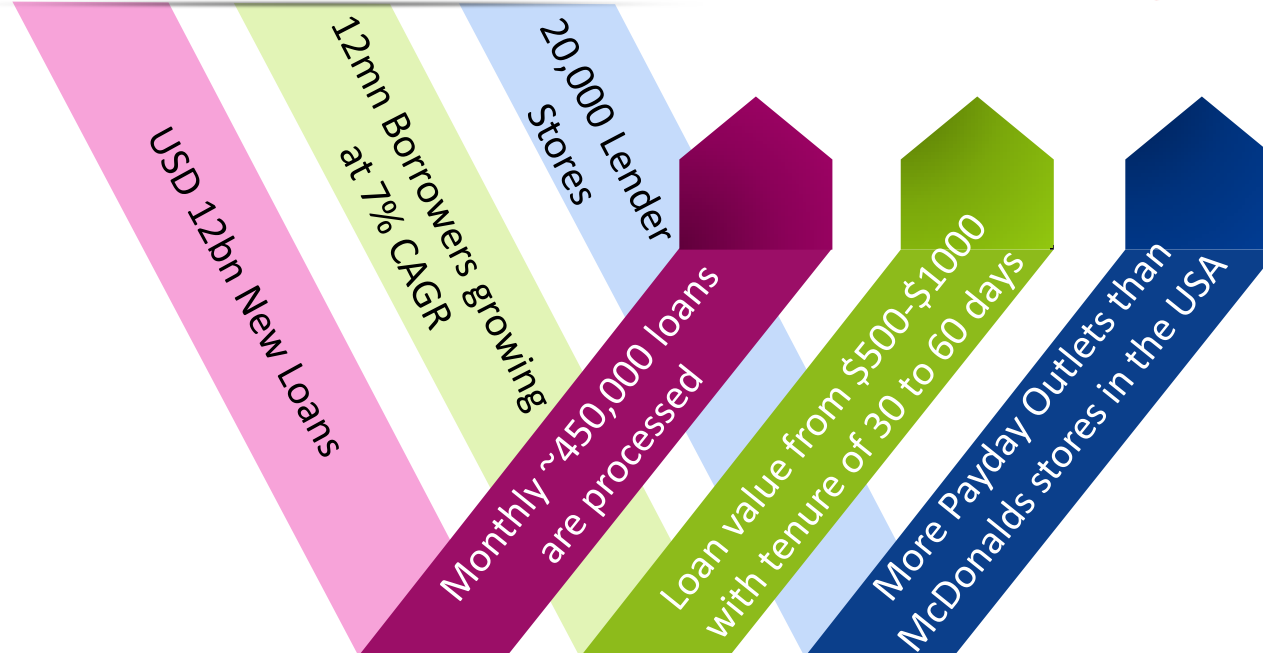 USD 12bn New Loans
12mn Borrowers growing
at 7% CAGR
20,000 Lender
Stores
Monthly ~450,000 loans
are processed
Loan value from $500-$1000
with tenure of 30 to 60 days
More Payday Outlets than
McDonalds stores in the USA